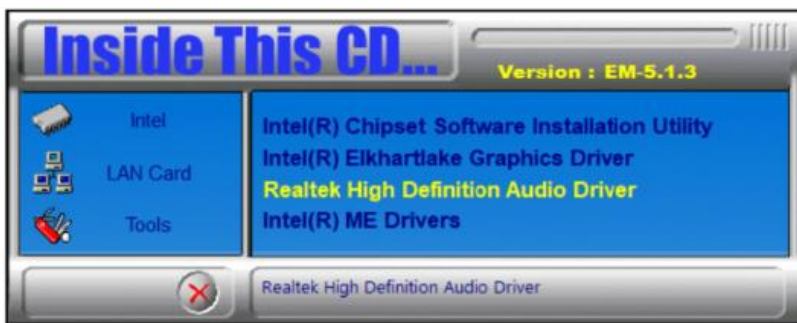 Inside This CD...
Version : EM-5.1.3
Intel
LAN Card
Tools
Intel(R) Chipset Software Installation Utility
Intel(R) Elkhartlake Graphics Driver
Realtek High Definition Audio Driver
Intel(R) ME Drivers
Realtek High Definition Audio Driver